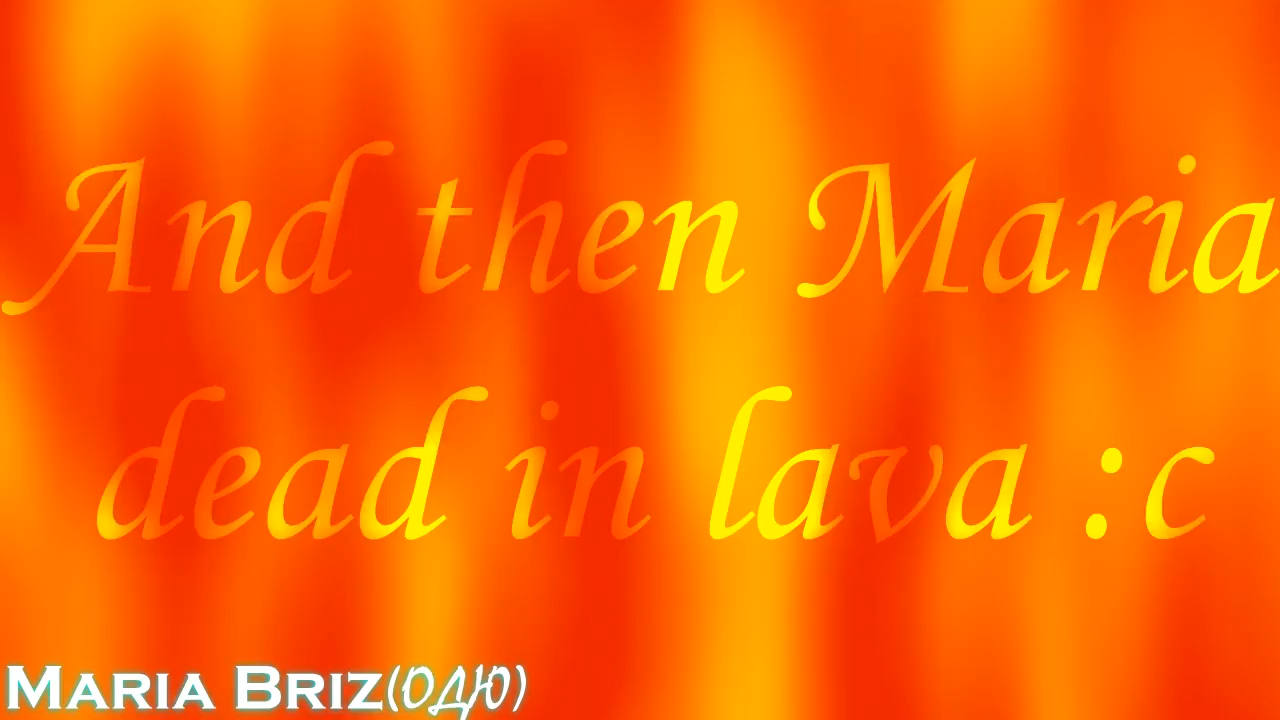 And then Maria
dead in lava :c
Maria Briz(ОДЮ)